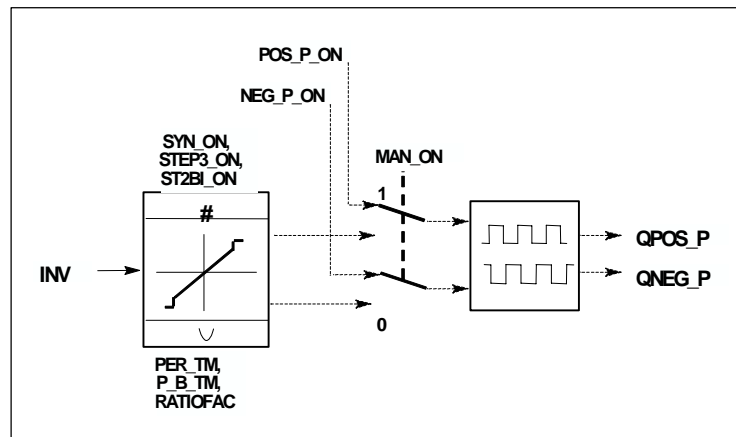 POS_P_ON
NEG_P_ON
SYN_ON,
STEP3_ON,
ST2BI_ON
MAN_ON
1
#
QPOS_P
INV
QNEG_P
0
PER_TM,
P_B_TM,
RATIOFAC